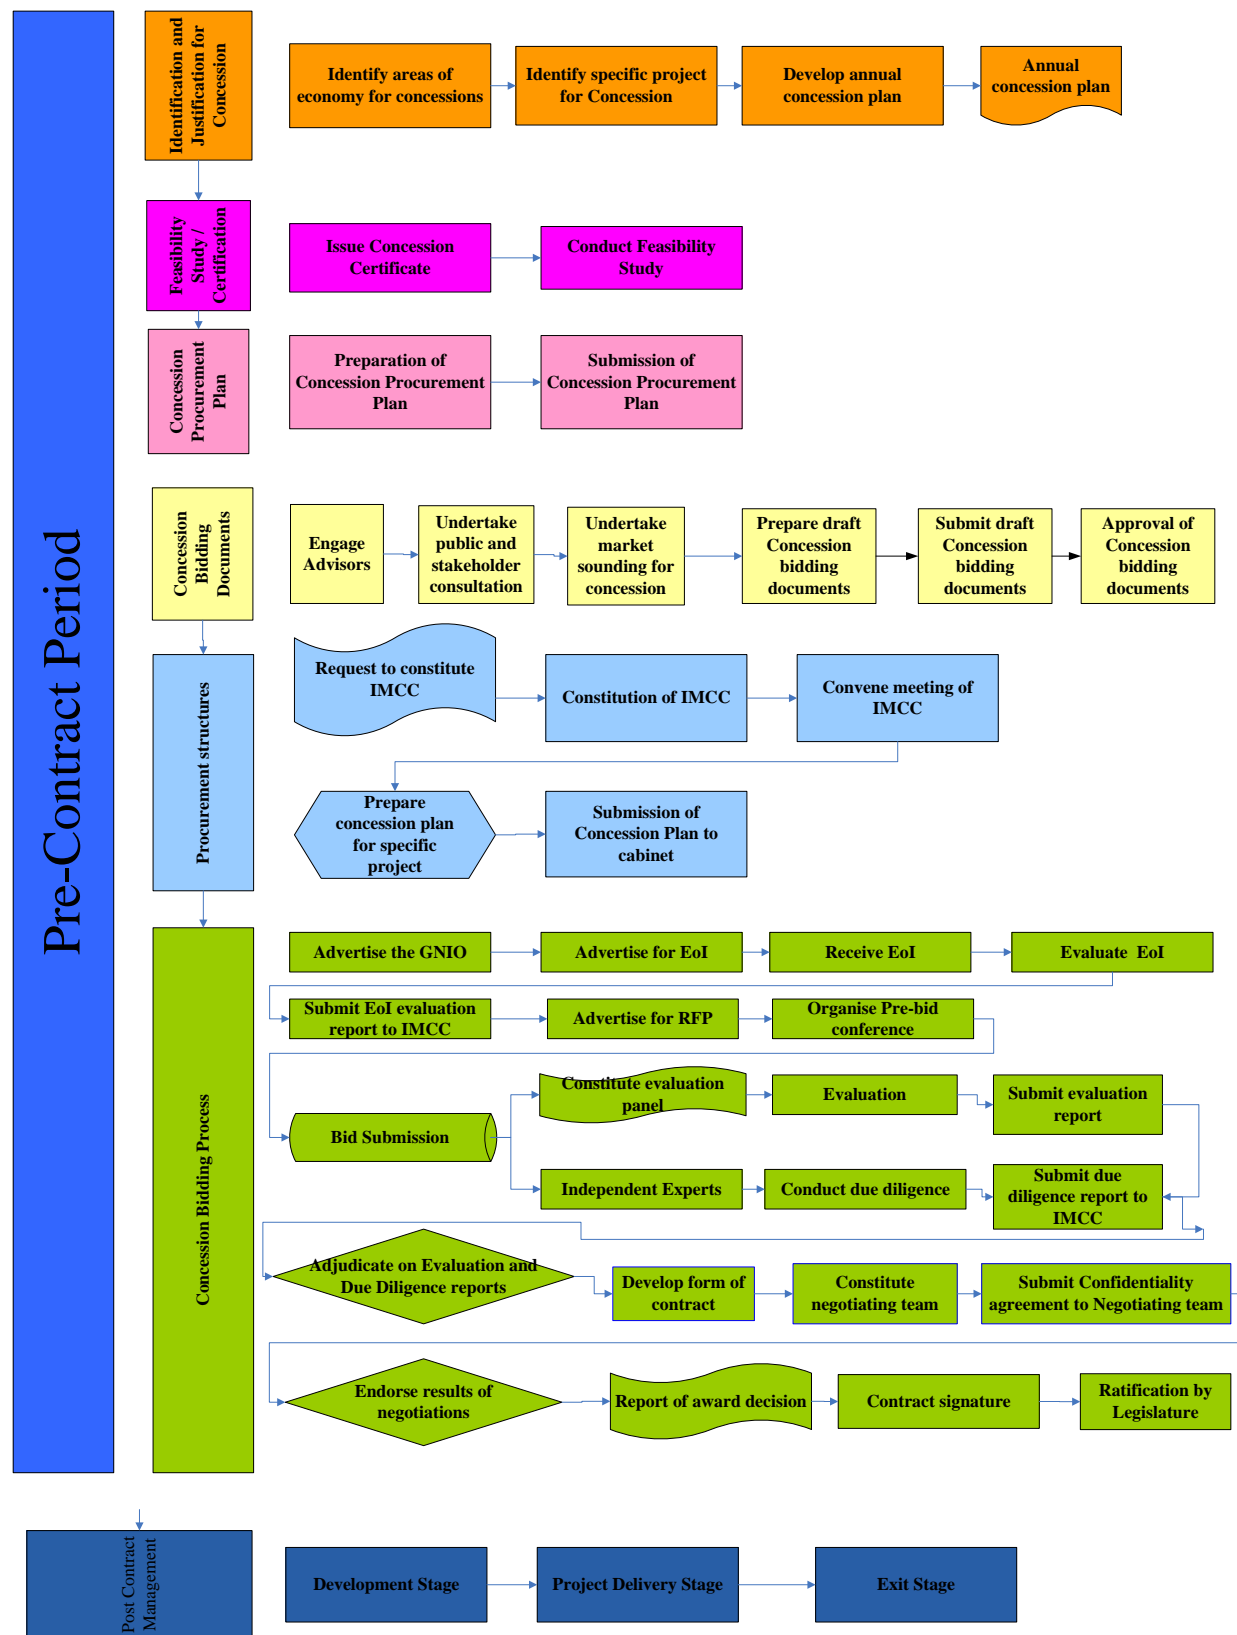 Pre-Contract Period
Identification and
Justification for
Concession
Identify areas of
economy for concessions
Identify specific project
for Concession
Develop annual
concession plan
Annual
concession plan
Feasibility
Study /
Certification
Issue Concession
Certificate
Conduct Feasibility
Study
Concession
Procurement
Plan
Preparation of
Concession Procurement
Plan
Submission of
Concession Procurement
Plan
Concession
Bidding
Documents
Engage
Advisors
Undertake
public and
stakeholder
consultation
Undertake
market
sounding for
concession
Prepare draft
Concession
bidding
documents
Submit draft
Concession
bidding
documents
Approval of
Concession
bidding
documents
Procurement structures
Request to constitute
IMCC
Constitution of IMCC
Convene meeting of
IMCC
Prepare
concession plan
for specific
project
Submission of
Concession Plan to
cabinet
Concession Bidding Process
Advertise the GNIO
Advertise for EoI
Receive EoI
Evaluate  EoI
Submit EoI evaluation
report to IMCC
Advertise for RFP
Organise Pre-bid
conference
Bid Submission
Constitute evaluation
panel
Evaluation
Submit evaluation
report
Independent Experts
Conduct due diligence
Submit due
diligence report to
IMCC
Adjudicate on Evaluation and
Due Diligence reports
Develop form of
contract
Constitute
negotiating team
Submit Confidentiality
agreement to Negotiating team
Endorse results of
negotiations
Report of award decision
Contract signature
Ratification by
Legislature
Post Contract
Management
Development Stage
Project Delivery Stage
Exit Stage